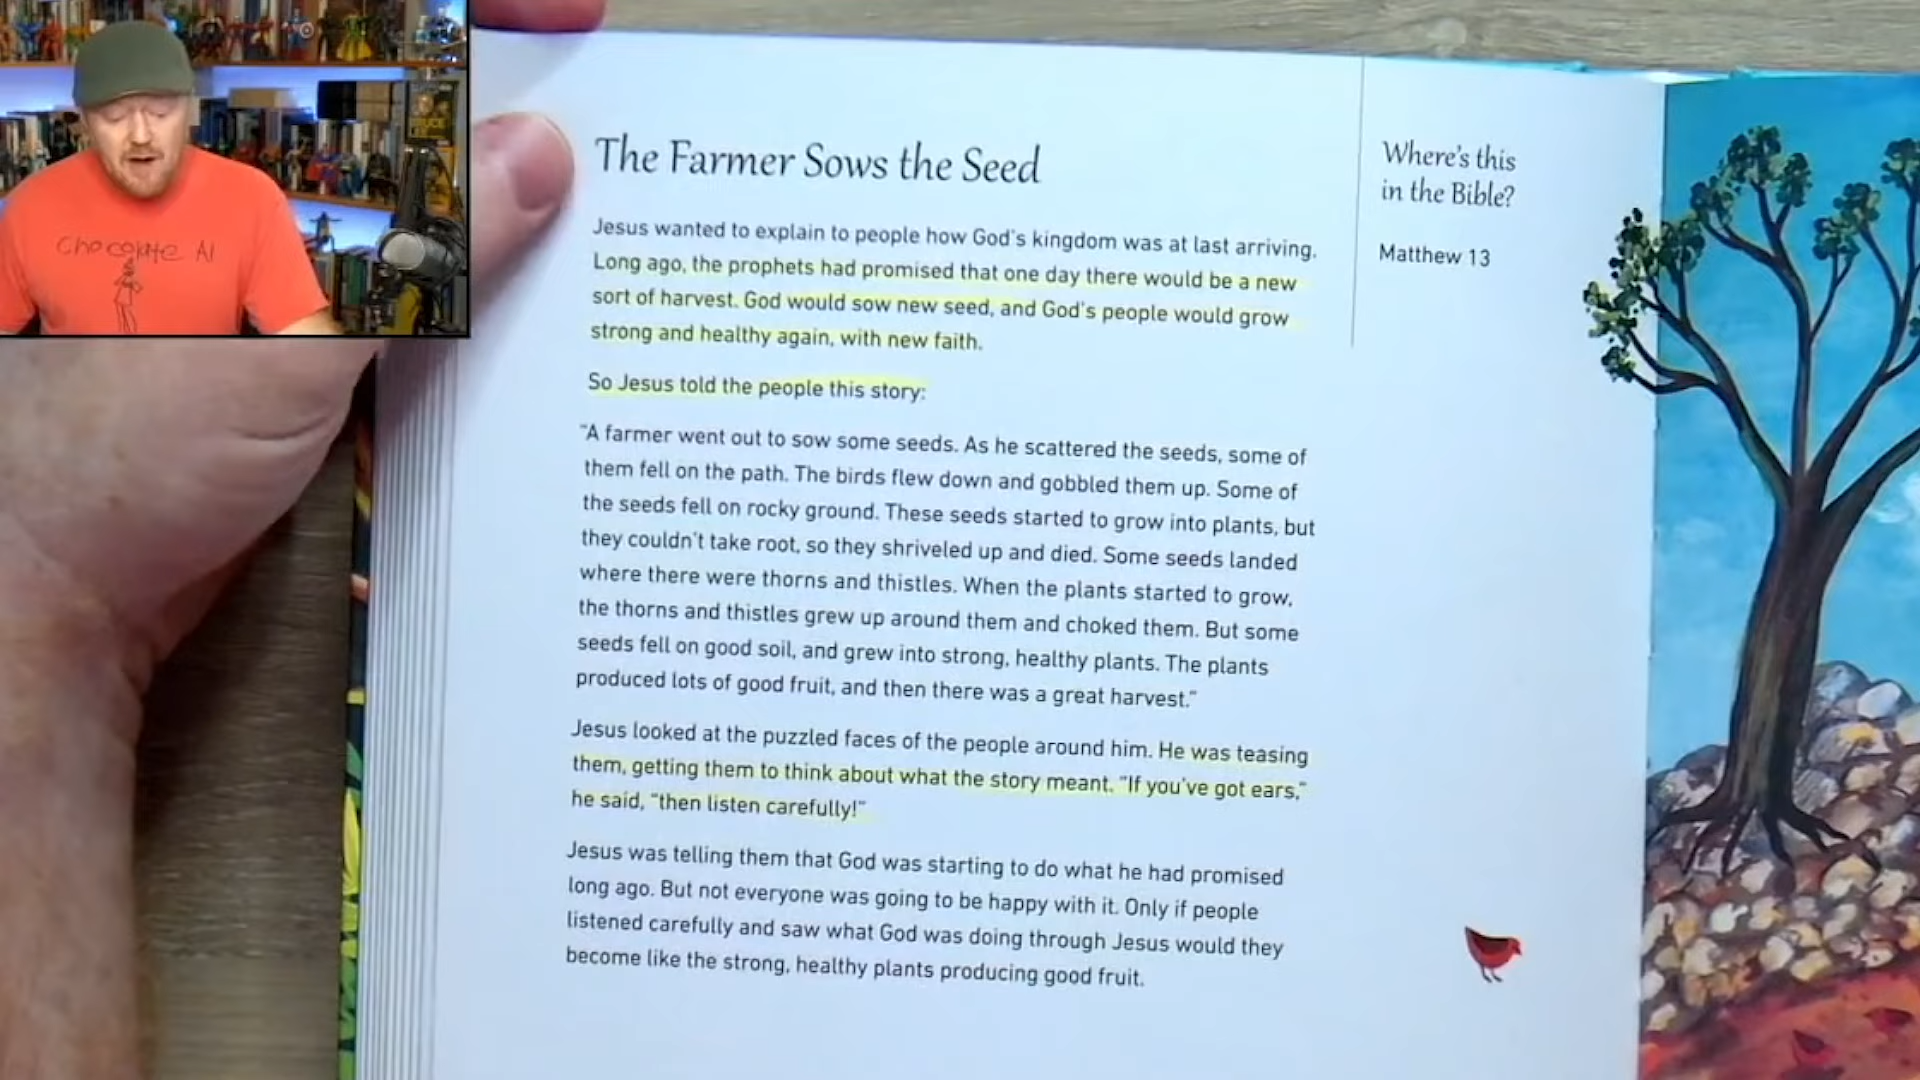 Chocolate Al
BRUCE
The Farmer Sows the Seed
Jesus wanted to explain to people how God's kingdom was at last arriving.
Long ago, the prophets had promised that one day there would be a new
sort of harvest. God would sow new seed, and God's people would grow
strong and healthy again, with new faith.
So Jesus told the people this story:
"A farmer went out to sow some seeds. As he scattered the seeds, some of
them fell on the path. The birds flew down and gobbled them up. Some of
the seeds fell on rocky ground. These seeds started to grow into plants, but
they couldn't take root, so they shriveled up and died. Some seeds landed
where there were thorns and thistles. When the plants started to grow,
the thorns and thistles grew up around them and choked them. But some
seeds fell on good soil, and grew into strong, healthy plants. The plants
produced lots of good fruit, and then there was a great harvest."
Jesus looked at the puzzled faces of the people around him. He was teasing
them, getting them to think about what the story meant. "If you've got ears,"
he said, "then listen carefully!"
Jesus was telling them that God was starting to do what he had promised
long ago. But not everyone was going to be happy with it. Only if people
listened carefully and saw what God was doing through Jesus would they
become like the strong, healthy plants producing good fruit.
Where's this
in the Bible?
Matthew 13